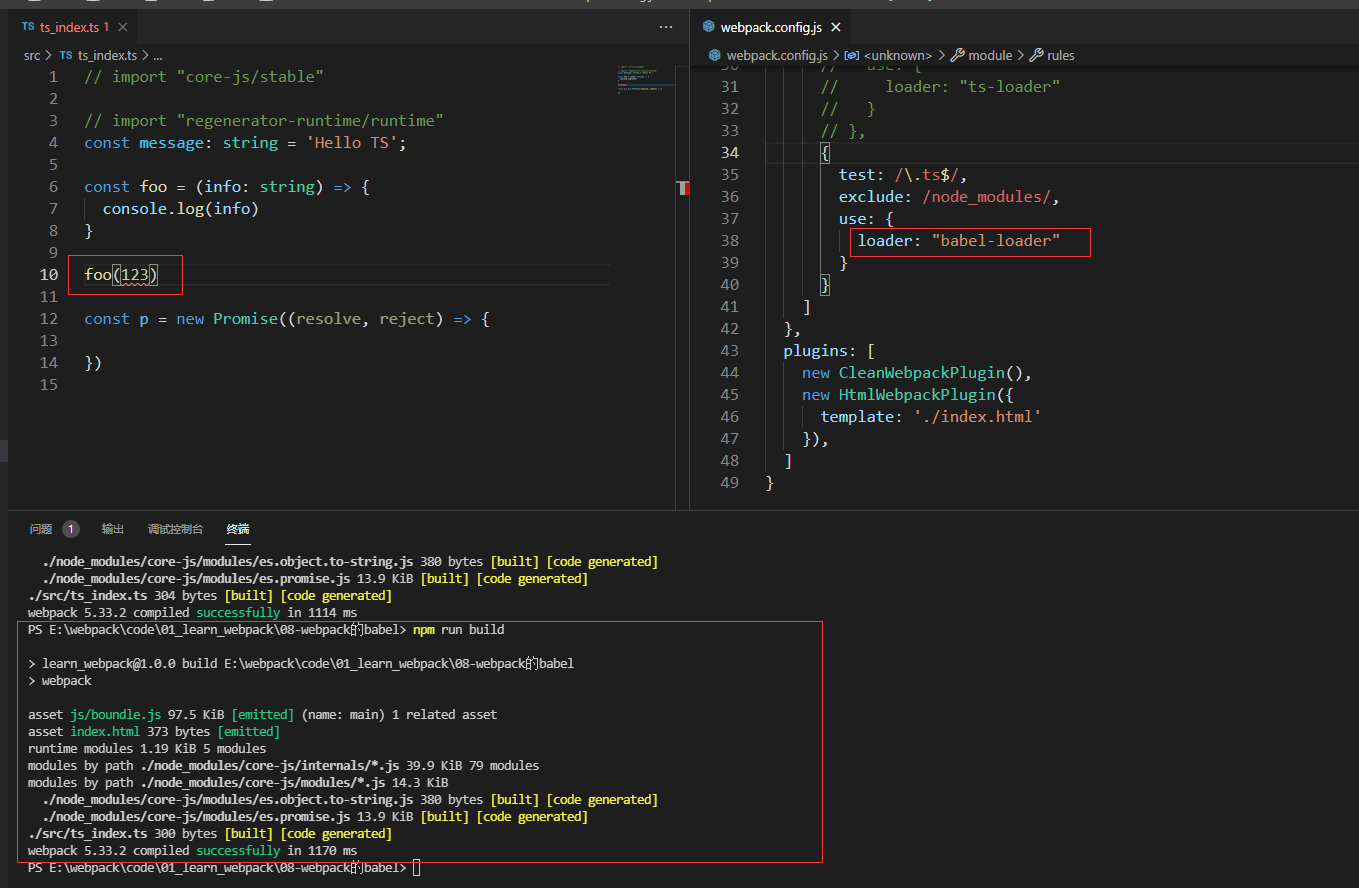 TS ts_index.ts 1 ×
src > TS ts_index.ts > ...
1 // import "core-js/stable"
2
3 // import "regenerator-runtime/runtime"
4 const message: string = 'Hello TS';
5
6 const foo = (info: string) => {
7 console.log(info)
8 }
9
10 foo(123)
11
12 const p = new Promise((resolve, reject) => {
13
14 })
15
webpack.config.js ×
webpack.config.js > <unknown> > module > rules
30 // use: {
31 // loader: "ts-loader"
32 // }
33 // },
34 {
35 test: /\.ts$/,
36 exclude: /node_modules/,
37 use: {
38 loader: "babel-loader"
39 }
40 }
41 ]
42 },
43 plugins: [
44 new CleanWebpackPlugin(),
45 new HtmlWebpackPlugin({
46 template: './index.html'
47 }),
48 ]
49 }
问题 1 输出 调试控制台 终端
./node_modules/core-js/modules/es.object.to-string.js 380 bytes [built] [code generated]
./node_modules/core-js/modules/es.promise.js 13.9 KiB [built] [code generated]
./src/ts_index.ts 304 bytes [built] [code generated]
webpack 5.33.2 compiled successfully in 1114 ms
PS E:\webpack\code\01_learn_webpack\08-webpack的babel> npm run build
> learn_webpack@1.0.0 build E:\webpack\code\01_learn_webpack\08-webpack的babel
> webpack
asset js/boundle.js 97.5 KiB [emitted] (name: main) 1 related asset
asset index.html 373 bytes [emitted]
runtime modules 1.19 KiB 5 modules
modules by path ./node_modules/core-js/internals/*.js 39.9 KiB 79 modules
modules by path ./node_modules/core-js/modules/*.js 14.3 KiB
./node_modules/core-js/modules/es.object.to-string.js 380 bytes [built] [code generated]
./node_modules/core-js/modules/es.promise.js 13.9 KiB [built] [code generated]
./src/ts_index.ts 300 bytes [built] [code generated]
webpack 5.33.2 compiled successfully in 1170 ms
PS E:\webpack\code\01_learn_webpack\08-webpack的babel>